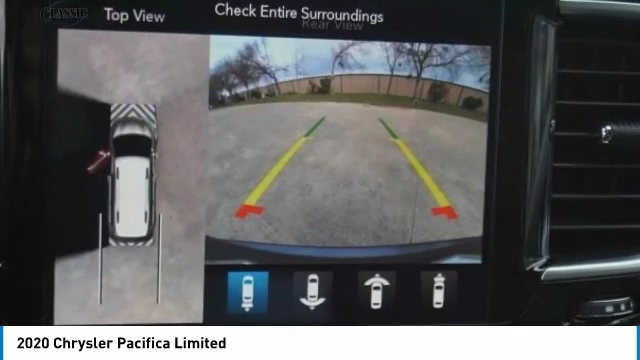 CLASSIC
Top View
Check Entire Surroundings
Rear View
2020 Chrysler Pacifica Limited